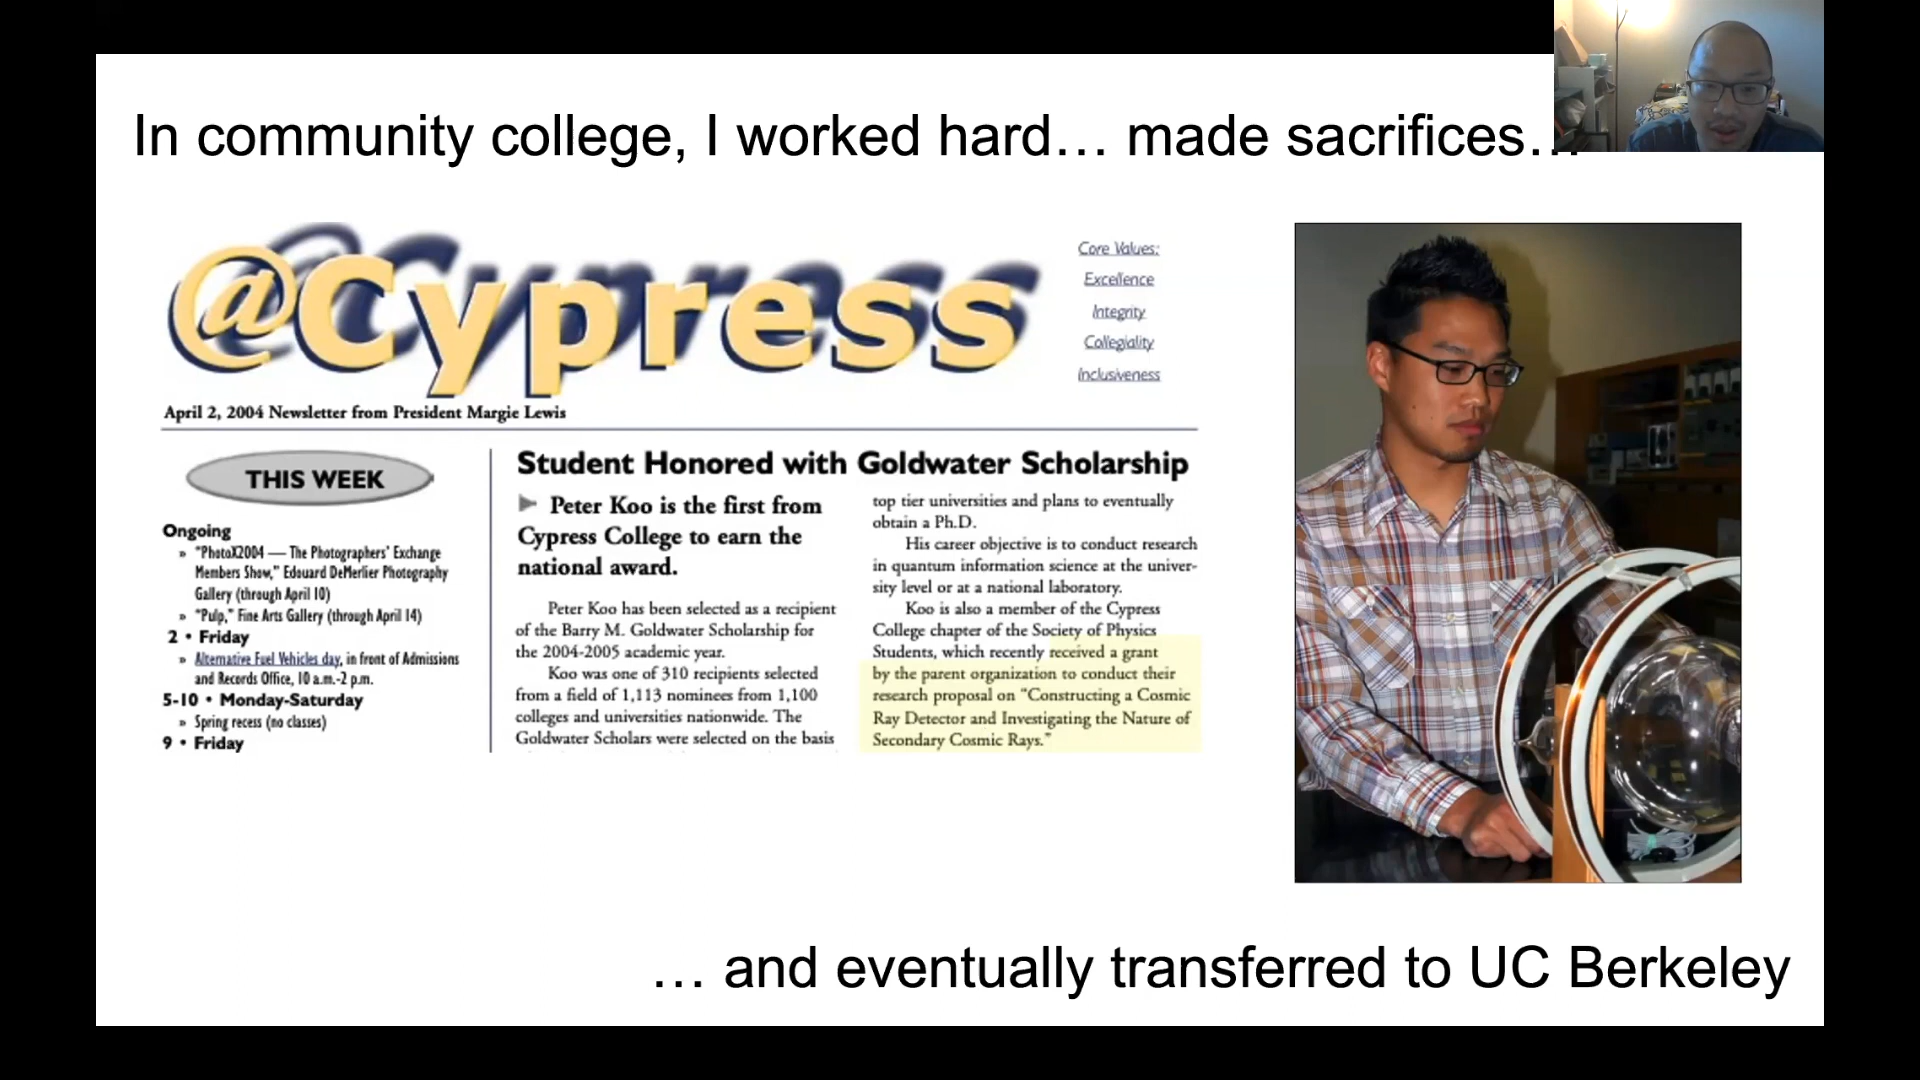 In community college, I worked hard… made sacrifices…
@Cypress
Core Values:
Excellence
Integrity
Collegiality
Inclusiveness
April 2, 2004 Newsletter from President Margie Lewis
THIS WEEK
Ongoing
» "PhotoX2004 — The Photographers' Exchange
Members Show," Edouard DeMerlier Photography
Gallery (through April 10)
» "Pulp," Fine Arts Gallery (through April 14)
2 • Friday
» Alternative Fuel Vehicles day, in front of Admissions
and Records Office, 10 a.m.-2 p.m.
5-10 • Monday-Saturday
» Spring recess (no classes)
9 • Friday
Student Honored with Goldwater Scholarship
Peter Koo is the first from
Cypress College to earn the
national award.
Peter Koo has been selected as a recipient
of the Barry M. Goldwater Scholarship for
the 2004-2005 academic year.
Koo was one of 310 recipients selected
from a field of 1,113 nominees from 1,100
colleges and universities nationwide. The
Goldwater Scholars were selected on the basis
top tier universities and plans to eventually
obtain a Ph.D.
His career objective is to conduct research
in quantum information science at the univer-
sity level or at a national laboratory.
Koo is also a member of the Cypress
College chapter of the Society of Physics
Students, which recently received a grant
by the parent organization to conduct their
research proposal on "Constructing a Cosmic
Ray Detector and Investigating the Nature of
Secondary Cosmic Rays."
… and eventually transferred to UC Berkeley